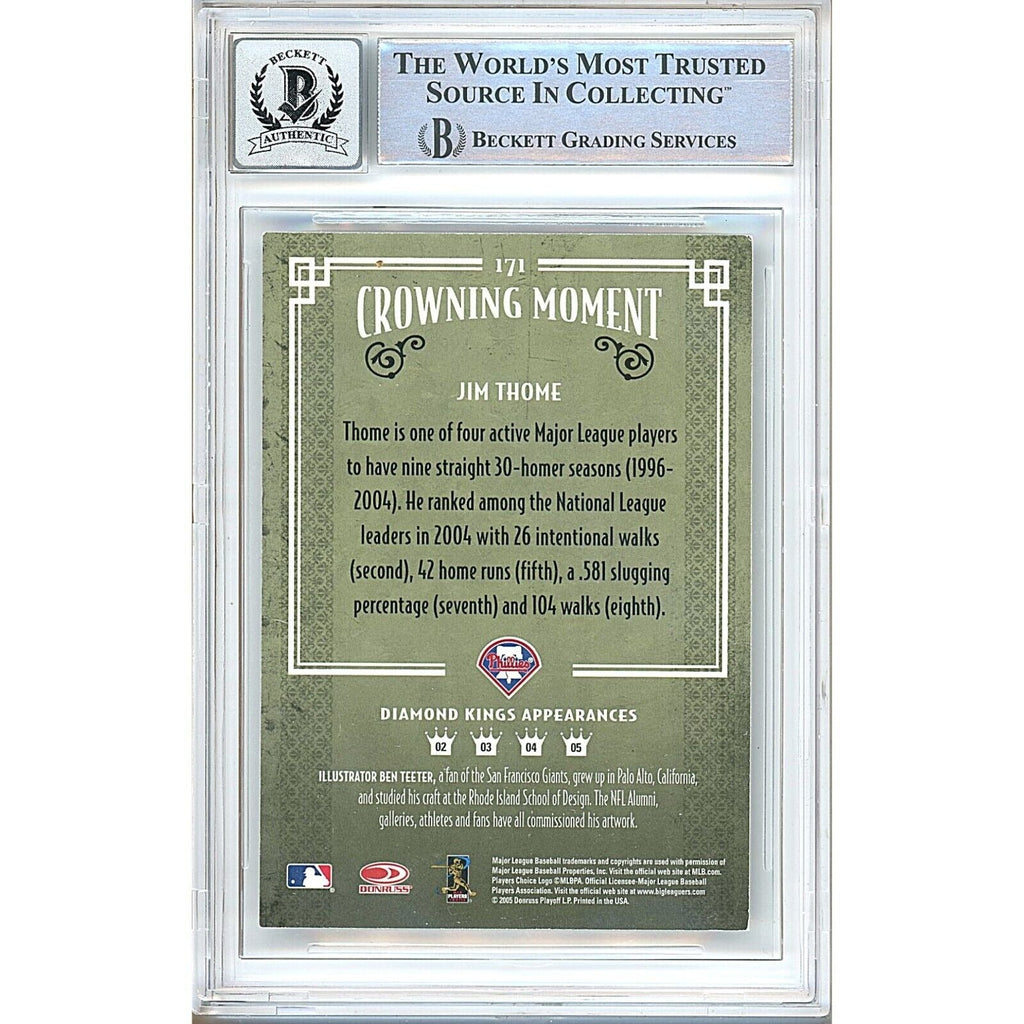 BECKETT
B
AUTHENTIC
THE WORLD'S MOST TRUSTED
SOURCE IN COLLECTING™
B BECKETT GRADING SERVICES
171
CROWNING MOMENT
JIM THOME
Thome is one of four active Major League players
to have nine straight 30-homer seasons (1996-
2004). He ranked among the National League
leaders in 2004 with 26 intentional walks
(second), 42 home runs (fifth), a .581 slugging
percentage (seventh) and 104 walks (eighth).
Phillies
DIAMOND KINGS APPEARANCES
02 03 04 05
ILLUSTRATOR BEN TEETER, a fan of the San Francisco Giants, grew up in Palo Alto, California,
and studied his craft at the Rhode Island School of Design. The NFL Alumni,
galleries, athletes and fans have all commissioned his artwork.
DONRUSS
PLAYERS
Major League Baseball trademarks and copyrights are used with permission of
Major League Baseball Properties, Inc. Visit the official web site at MLB.com.
Players Choice Logo ©MLBPA. Official Licensee-Major League Baseball
Players Association. Visit the official web site at www.bigleaguers.com
© 2005 Donruss Playoff L.P. Printed in the USA.